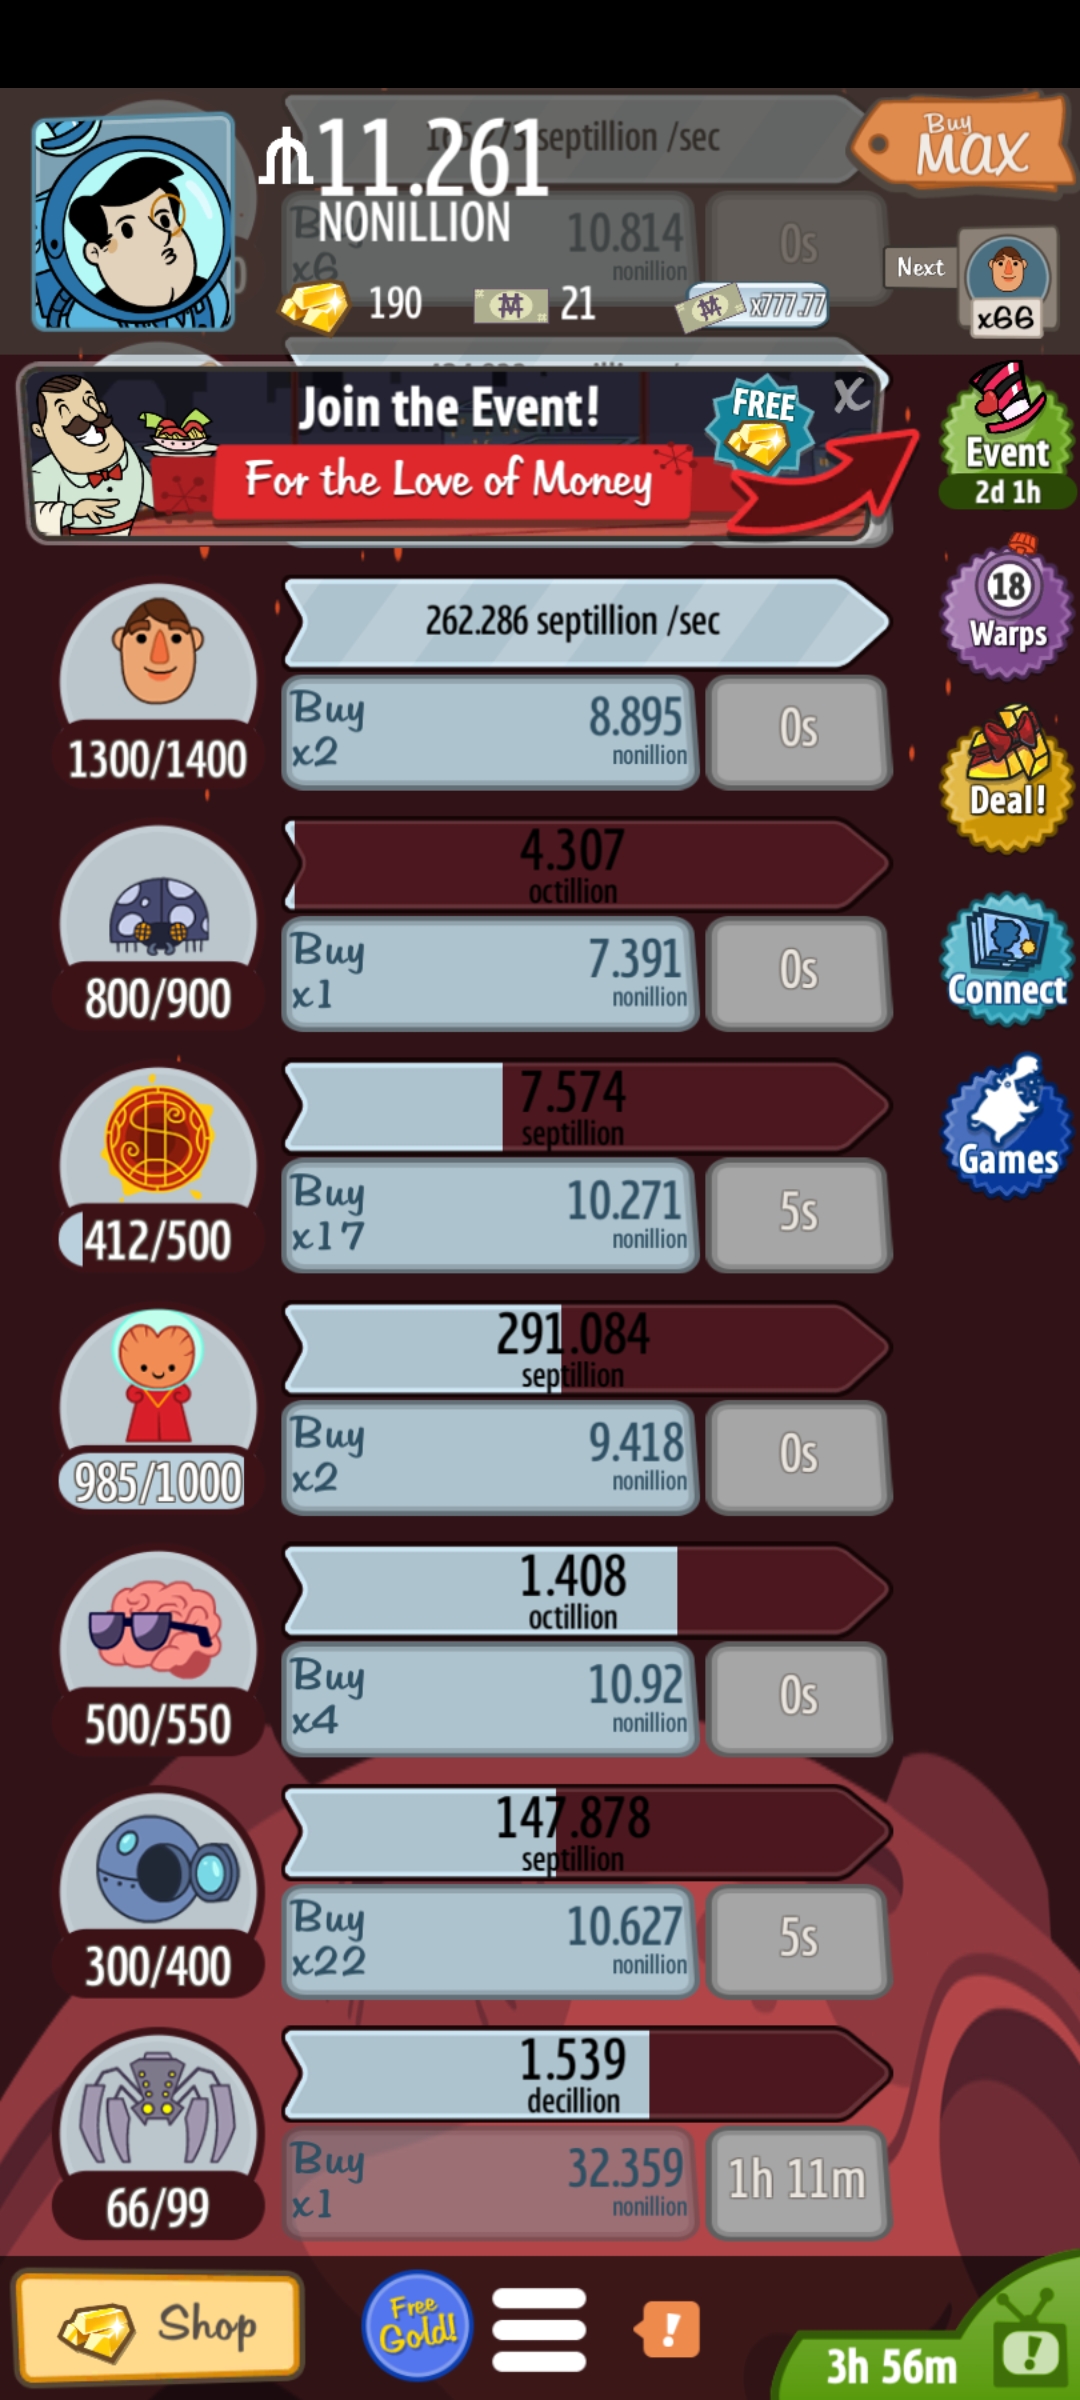 septillion /sec
Buy
MAX
11.261
NONILLION
Buy
x6
10.814
nonillion
0s
Next
x66
190
21
x777.77
Join the Event!
For the Love of Money
FREE
X
Event
2d 1h
262.286 septillion /sec
1300/1400
Buy
x2
8.895
nonillion
0s
18
Warps
Deal!
4.307
octillion
800/900
Buy
x1
7.391
nonillion
0s
Connect
7.574
septillion
412/500
Buy
x17
10.271
nonillion
5s
Games
291.084
septillion
985/1000
Buy
x2
9.418
nonillion
0s
1.408
octillion
500/550
Buy
x4
10.92
nonillion
0s
147.878
septillion
300/400
Buy
x22
10.627
nonillion
5s
1.539
decillion
66/99
Buy
x1
32.359
nonillion
1h 11m
Shop
Free
Gold!
!
3h 56m
!